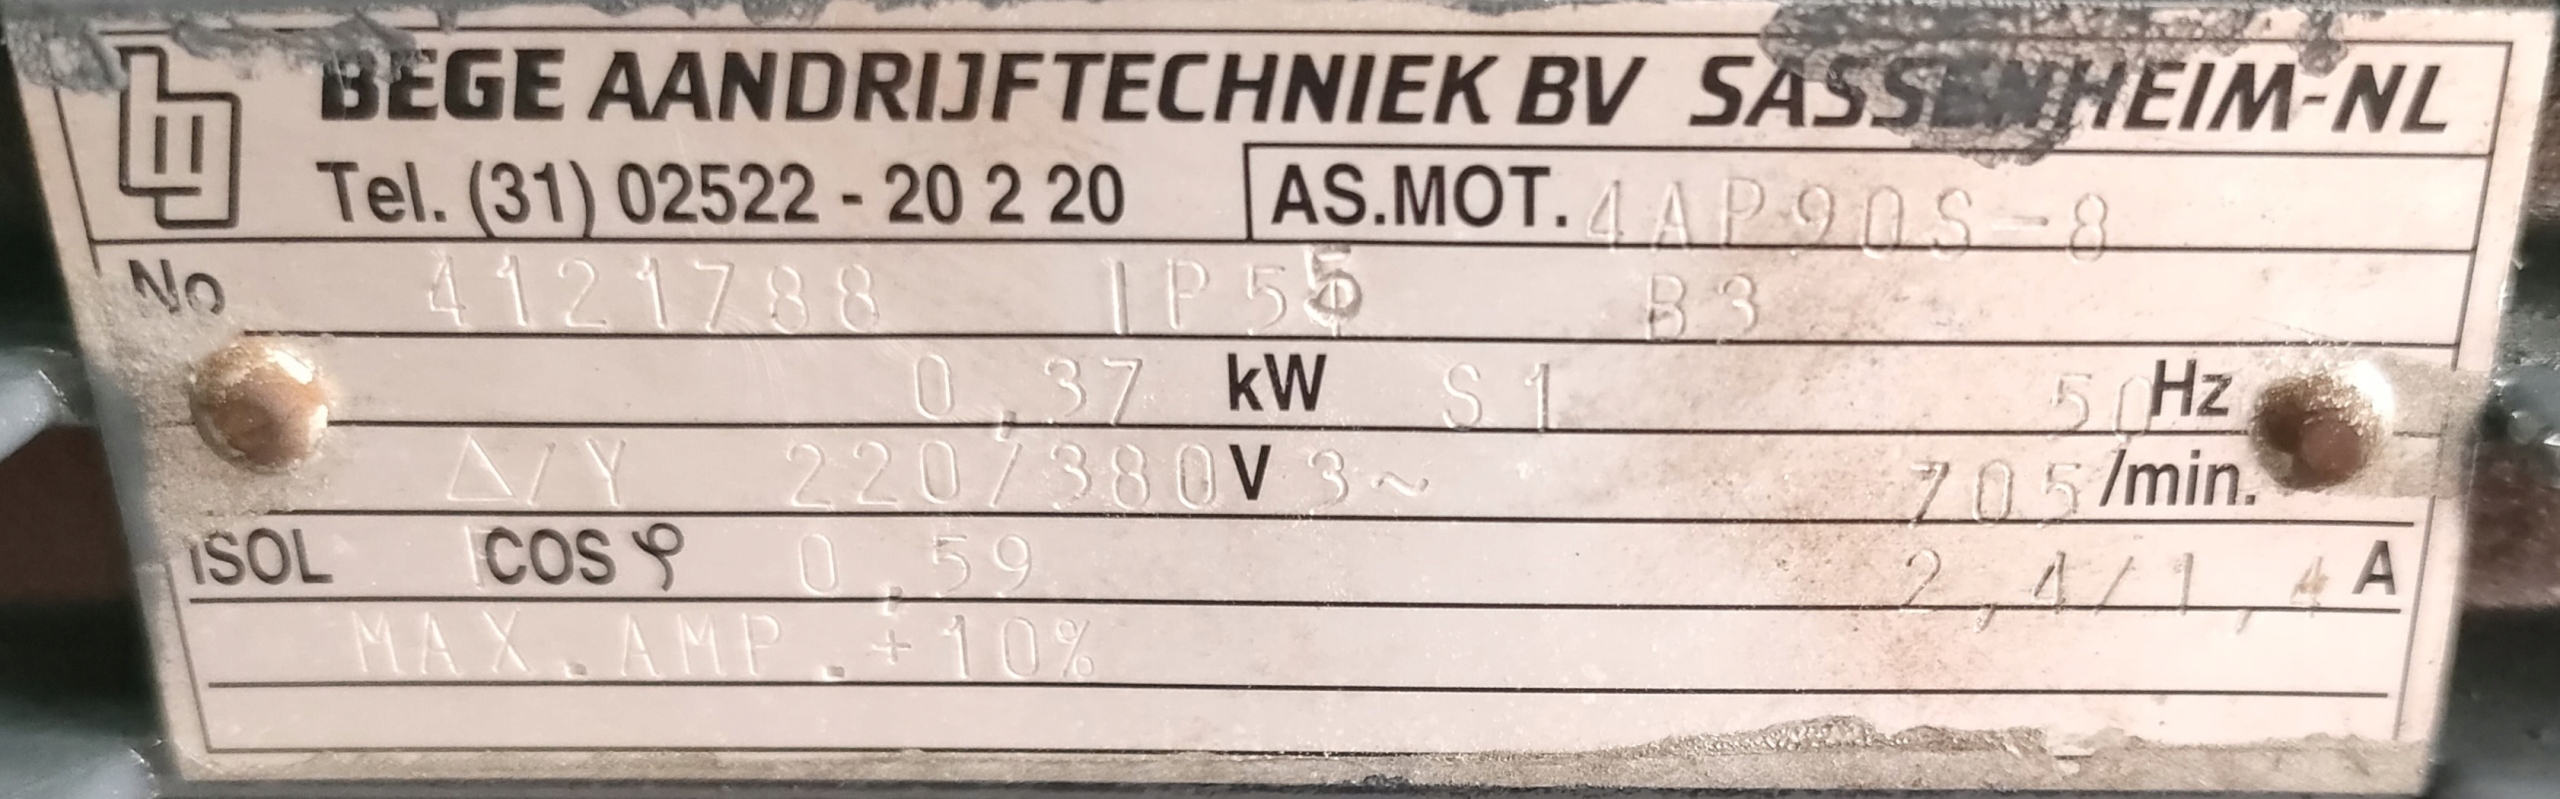 BEGE AANDRIJFTECHNIEK BV SASSENHEIM-NL
Tel. (31) 02522 - 20 2 20 AS.MOT. 4AP90S-8
No 4121788 IP55 B3
0,37 kW S1 50 Hz
Δ/Y 220/380 V 3~ 705 /min.
ISOL COS φ 0,59 2,4/1,4 A
MAX.AMP.+10%